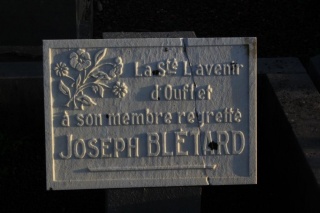 La Sté L'avenir
d'Ouffet
à son membre regretté
JOSEPH BLÉTARD